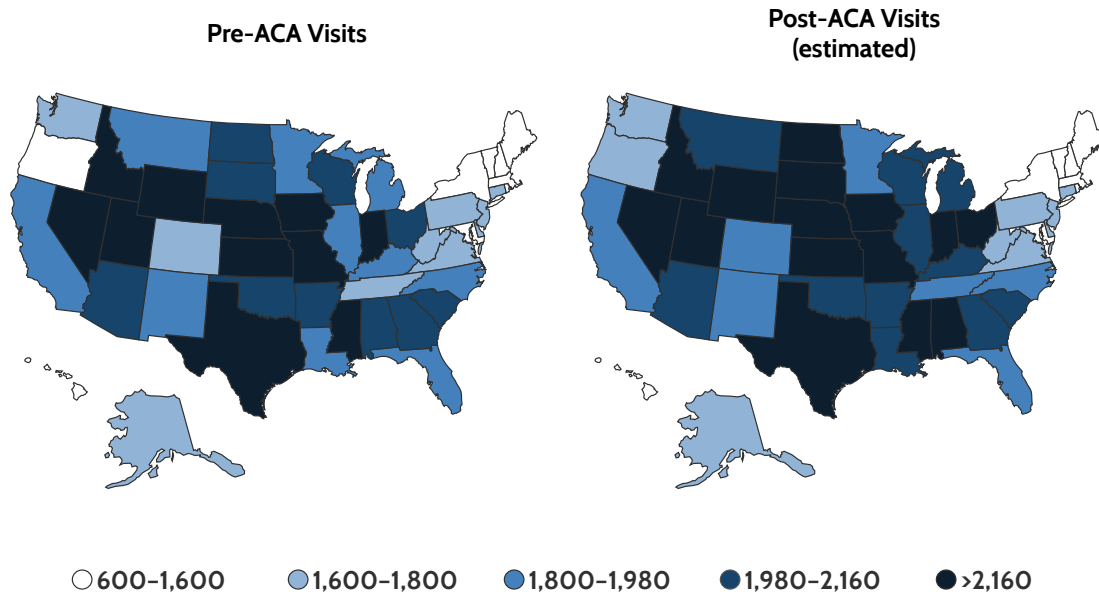 Pre-ACA Visits
Post-ACA Visits
(estimated)
600–1,600
1,600–1,800
1,800–1,980
1,980–2,160
>2,160